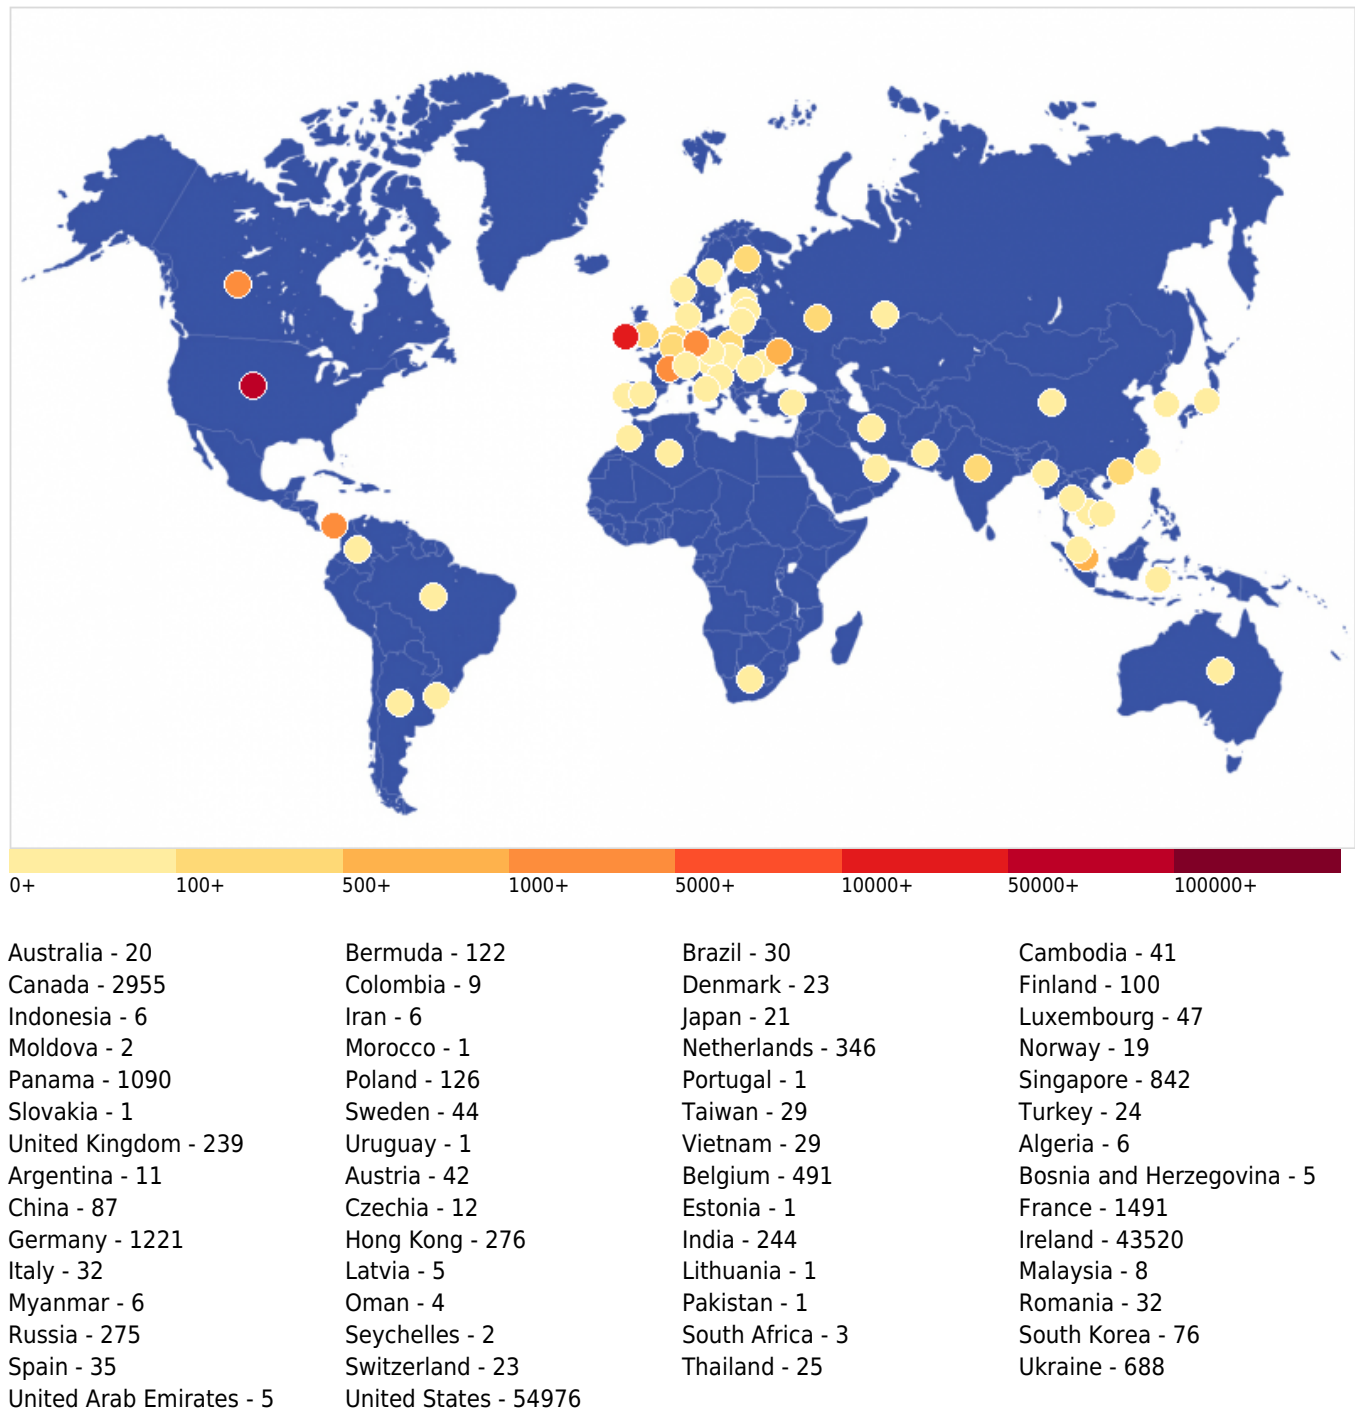 0+ 100+ 500+ 1000+ 5000+ 10000+ 50000+ 100000+
Australia - 20 Bermuda - 122 Brazil - 30 Cambodia - 41
Canada - 2955 Colombia - 9 Denmark - 23 Finland - 100
Indonesia - 6 Iran - 6 Japan - 21 Luxembourg - 47
Moldova - 2 Morocco - 1 Netherlands - 346 Norway - 19
Panama - 1090 Poland - 126 Portugal - 1 Singapore - 842
Slovakia - 1 Sweden - 44 Taiwan - 29 Turkey - 24
United Kingdom - 239 Uruguay - 1 Vietnam - 29 Algeria - 6
Argentina - 11 Austria - 42 Belgium - 491 Bosnia and Herzegovina - 5
China - 87 Czechia - 12 Estonia - 1 France - 1491
Germany - 1221 Hong Kong - 276 India - 244 Ireland - 43520
Italy - 32 Latvia - 5 Lithuania - 1 Malaysia - 8
Myanmar - 6 Oman - 4 Pakistan - 1 Romania - 32
Russia - 275 Seychelles - 2 South Africa - 3 South Korea - 76
Spain - 35 Switzerland - 23 Thailand - 25 Ukraine - 688
United Arab Emirates - 5 United States - 54976